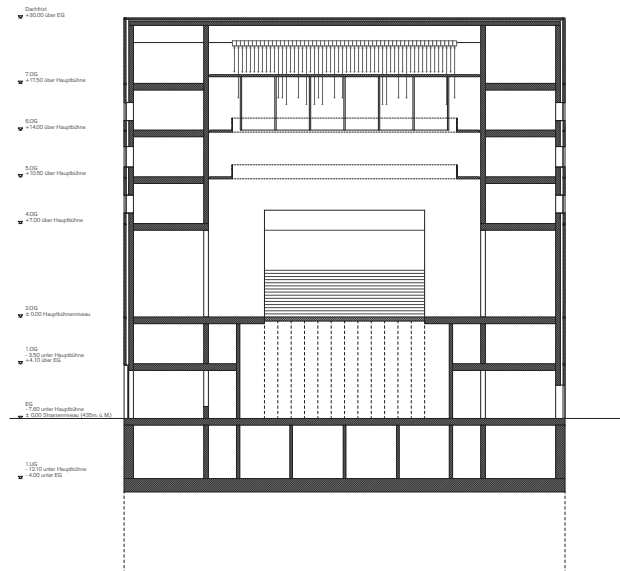 Dachfirst
+30.00 über EG
7.OG
+17.50 über Hauptbühne
6.OG
+14.00 über Hauptbühne
5.OG
+10.50 über Hauptbühne
4.OG
+7.00 über Hauptbühne
2.OG
± 0.00 Hauptbühnenniveau
1.OG
- 3.50 unter Hauptbühne
+4.10 über EG
EG
- 7.60 unter Hauptbühne
± 0.00 Strassenniveau (435m. ü. M.)
1.UG
- 12.10 unter Hauptbühne
- 4.00 unter EG